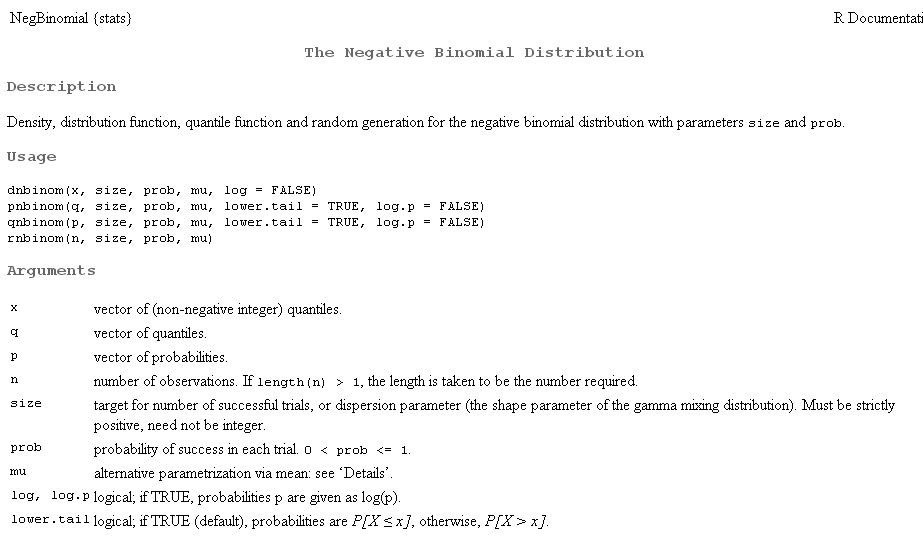 NegBinomial {stats} R Documentati
The Negative Binomial Distribution
Description
Density, distribution function, quantile function and random generation for the negative binomial distribution with parameters size and prob.
Usage
dnbinom(x, size, prob, mu, log = FALSE)
pnbinom(q, size, prob, mu, lower.tail = TRUE, log.p = FALSE)
qnbinom(p, size, prob, mu, lower.tail = TRUE, log.p = FALSE)
rnbinom(n, size, prob, mu)
Arguments
x vector of (non-negative integer) quantiles.
q vector of quantiles.
p vector of probabilities.
n number of observations. If length(n) > 1, the length is taken to be the number required.
size target for number of successful trials, or dispersion parameter (the shape parameter of the gamma mixing distribution). Must be strictly
positive, need not be integer.
prob probability of success in each trial. 0 < prob <= 1.
mu alternative parametrization via mean: see ‘Details’.
log, log.p logical; if TRUE, probabilities p are given as log(p).
lower.tail logical; if TRUE (default), probabilities are P[X ≤ x], otherwise, P[X > x].